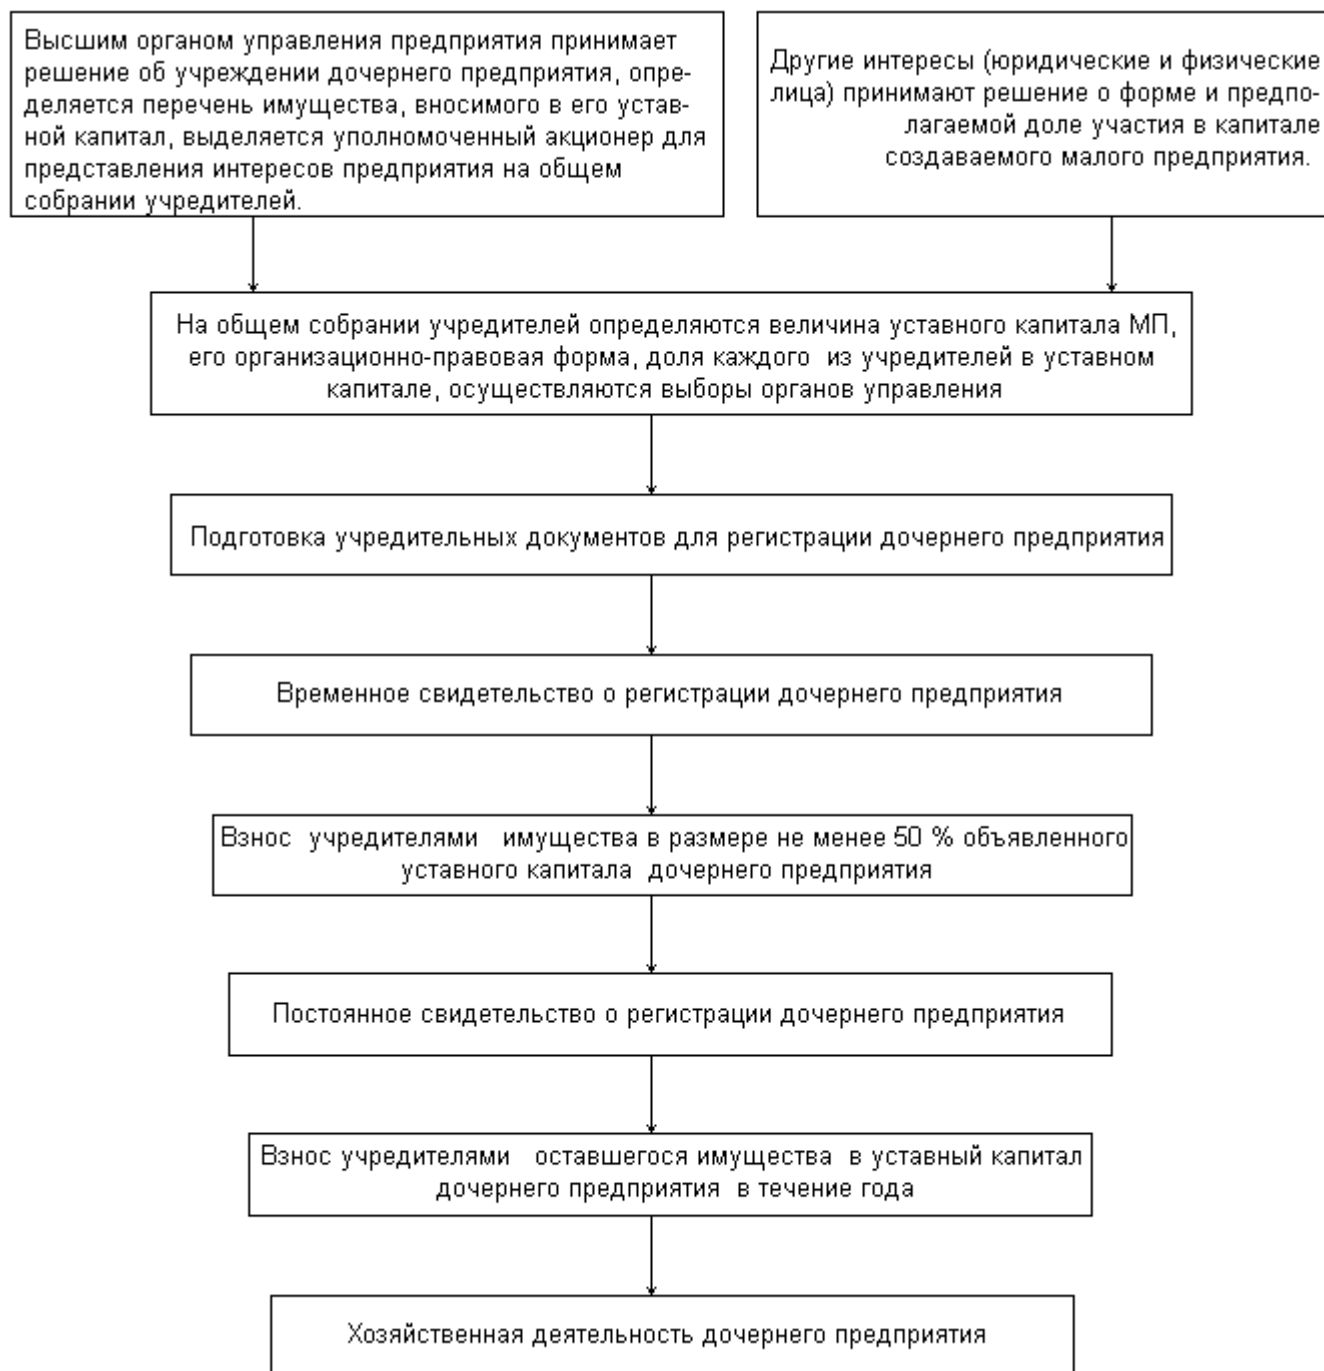 Высшим органом управления предприятия принимает
решение об учреждении дочернего предприятия, опре-
деляется перечень имущества, вносимого в его устав-
ной капитал, выделяется уполномоченный акционер для
представления интересов предприятия на общем
собрании учредителей.
Другие интересы (юридические и физические
лица) принимают решение о форме и предпо-
лагаемой доле участия в капитале
создаваемого малого предприятия.
На общем собрании учредителей определяются величина уставного капитала МП,
его организационно-правовая форма, доля каждого из учредителей в уставном
капитале, осуществляются выборы органов управления
Подготовка учредительных документов для регистрации дочернего предприятия
Временное свидетельство о регистрации дочернего предприятия
Взнос учредителями имущества в размере не менее 50 % объявленного
уставного капитала дочернего предприятия
Постоянное свидетельство о регистрации дочернего предприятия
Взнос учредителями оставшегося имущества в уставный капитал
дочернего предприятия в течение года
Хозяйственная деятельность дочернего предприятия